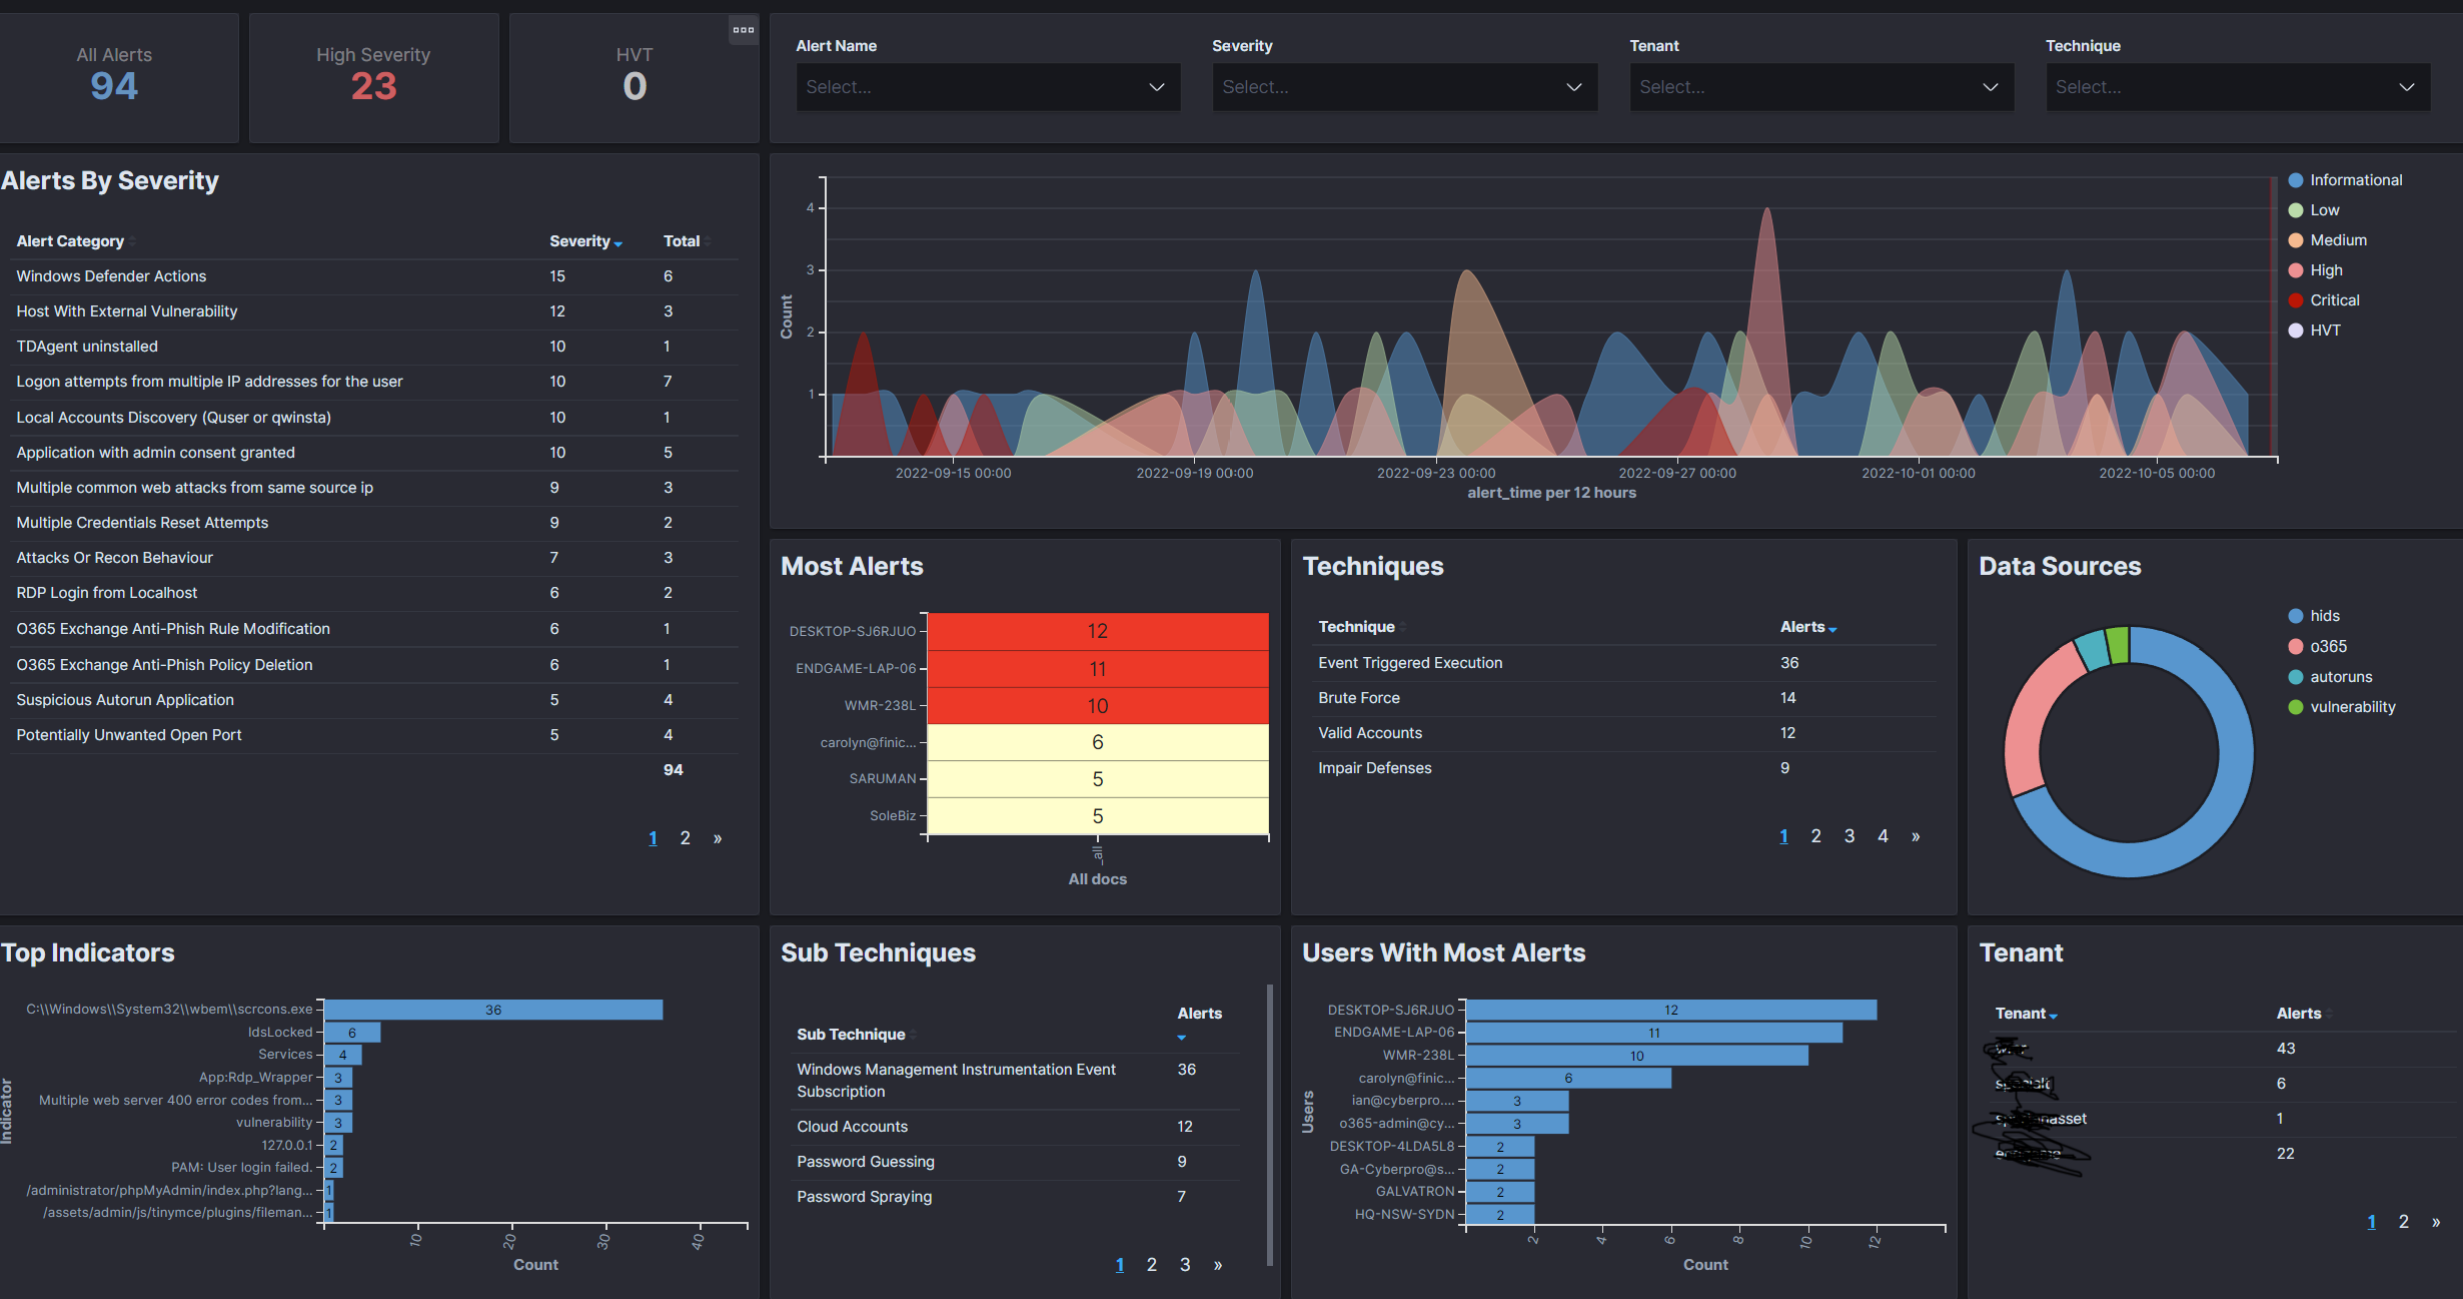 All Alerts
94
High Severity
23
HVT
0
Alert Name
Select...
Severity
Select...
Tenant
Select...
Technique
Select...
Alerts By Severity
Alert Category Severity Total
Windows Defender Actions 15 6
Host With External Vulnerability 12 3
TDAgent uninstalled 10 1
Logon attempts from multiple IP addresses for the user 10 7
Local Accounts Discovery (Quser or qwinsta) 10 1
Application with admin consent granted 10 5
Multiple common web attacks from same source ip 9 3
Multiple Credentials Reset Attempts 9 2
Attacks Or Recon Behaviour 7 3
RDP Login from Localhost 6 2
O365 Exchange Anti-Phish Rule Modification 6 1
O365 Exchange Anti-Phish Policy Deletion 6 1
Suspicious Autorun Application 5 4
Potentially Unwanted Open Port 5 4
94
1 2 »
Count
4
3
2
1
2022-09-15 00:00 2022-09-19 00:00 2022-09-23 00:00 2022-09-27 00:00 2022-10-01 00:00 2022-10-05 00:00
alert_time per 12 hours
Informational
Low
Medium
High
Critical
HVT
Most Alerts
DESKTOP-SJ6RJUO 12
ENDGAME-LAP-06 11
WMR-238L 10
carolyn@finic... 6
SARUMAN 5
SoleBiz 5
_all
All docs
Techniques
Technique Alerts
Event Triggered Execution 36
Brute Force 14
Valid Accounts 12
Impair Defenses 9
1 2 3 4 »
Data Sources
hids
o365
autoruns
vulnerability
Top Indicators
Indicator
C:\\Windows\\System32\\wbem\\scrcons.exe 36
IdsLocked 6
Services 4
App:Rdp_Wrapper 3
Multiple web server 400 error codes from... 3
vulnerability 3
127.0.0.1 2
PAM: User login failed. 2
/administrator/phpMyAdmin/index.php?lang... 1
/assets/admin/js/tinymce/plugins/fileman... 1
10 20 30 40
Count
Sub Techniques
Sub Technique Alerts
Windows Management Instrumentation Event 36
Subscription
Cloud Accounts 12
Password Guessing 9
Password Spraying 7
1 2 3 »
Users With Most Alerts
Users
DESKTOP-SJ6RJUO 12
ENDGAME-LAP-06 11
WMR-238L 10
carolyn@finic... 6
ian@cyberpro.... 3
o365-admin@cy... 3
DESKTOP-4LDA5L8 2
GA-Cyberpro@s... 2
GALVATRON 2
HQ-NSW-SYDN 2
2 4 6 8 10 12
Count
Tenant
Tenant Alerts
43
6
1
22
1 2 »